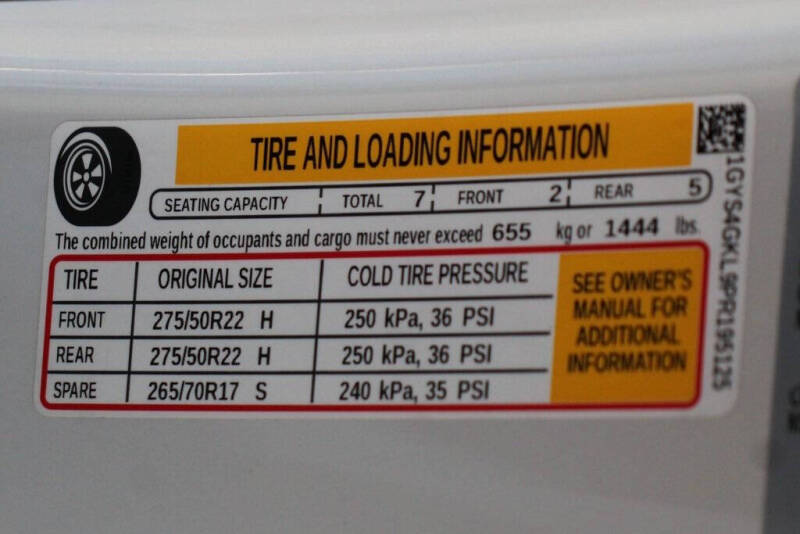 TIRE AND LOADING INFORMATION
SEATING CAPACITY TOTAL 7 FRONT 2 REAR 5
The combined weight of occupants and cargo must never exceed 655 kg or 1444 lbs.
TIRE ORIGINAL SIZE COLD TIRE PRESSURE
FRONT 275/50R22 H 250 kPa, 36 PSI
REAR 275/50R22 H 250 kPa, 36 PSI
SPARE 265/70R17 S 240 kPa, 35 PSI
SEE OWNER'S
MANUAL FOR
ADDITIONAL
INFORMATION
1GYS4GKL9PR195125